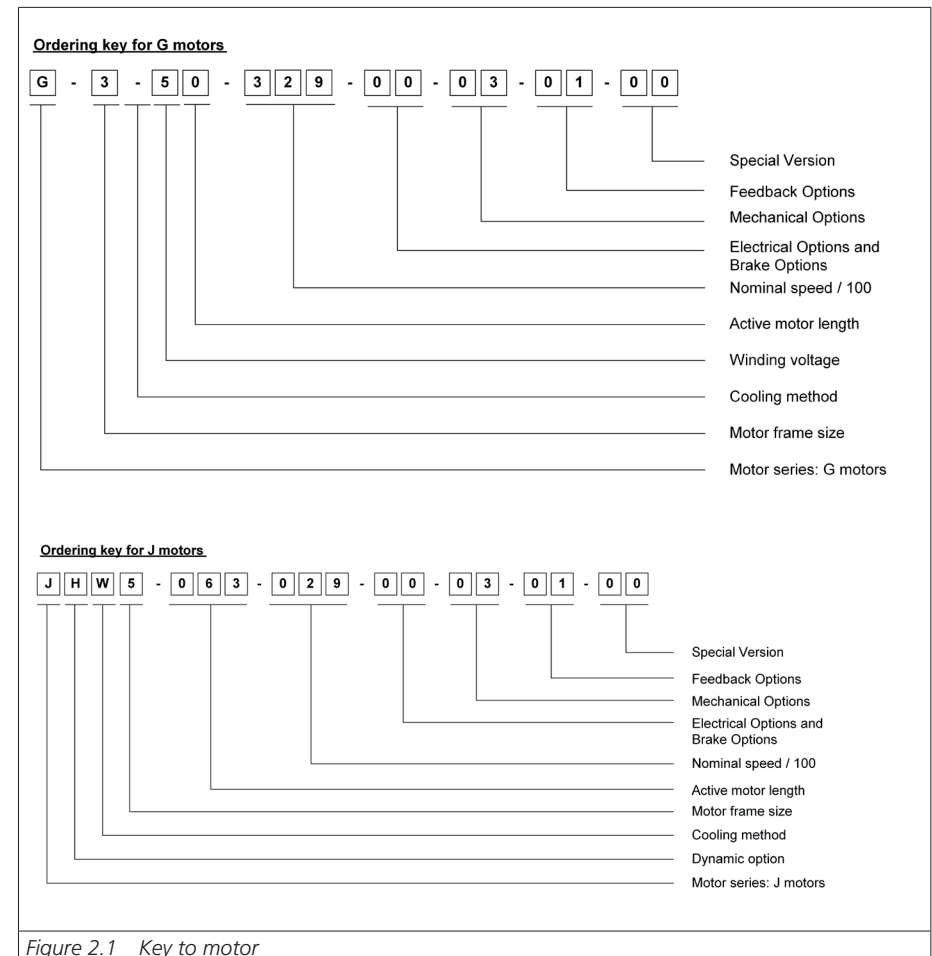 Ordering key for G motors
G - 3 - 5 0 - 3 2 9 - 0 0 - 0 3 - 0 1 - 0 0
Special Version
Feedback Options
Mechanical Options
Electrical Options and
Brake Options
Nominal speed / 100
Active motor length
Winding voltage
Cooling method
Motor frame size
Motor series: G motors
Ordering key for J motors
J H W 5 - 0 6 3 - 0 2 9 - 0 0 - 0 3 - 0 1 - 0 0
Special Version
Feedback Options
Mechanical Options
Electrical Options and
Brake Options
Nominal speed / 100
Active motor length
Motor frame size
Cooling method
Dynamic option
Motor series: J motors
Figure 2.1 Key to motor